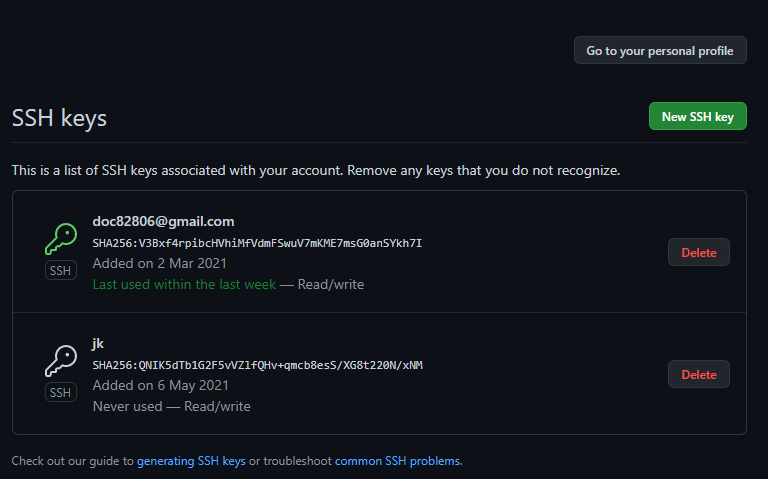 Go to your personal profile
SSH keys
New SSH key
This is a list of SSH keys associated with your account. Remove any keys that you do not recognize.
doc82806@gmail.com
SHA256:V3Bxf4rpibcHVhiMfVdmFSwuV7mKME7msG0anSYkh7I
SSH
Added on 2 Mar 2021
Last used within the last week — Read/write
Delete
jk
SHA256:QNIK5dTb1G2F5vVZlfQHv+qmcb8esS/XG8t220N/xNM
SSH
Added on 6 May 2021
Never used — Read/write
Delete
Check out our guide to generating SSH keys or troubleshoot common SSH problems.